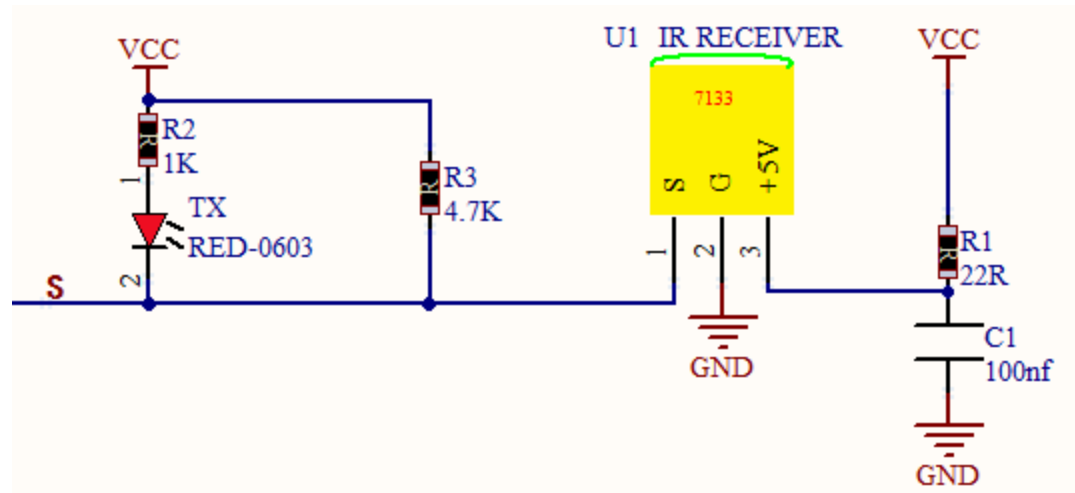 VCC
R2
1K
1
TX
RED-0603
2
S
R
R3
4.7K
R
U1 IR RECEIVER
7133
S
G
+5V
1
2
3
GND
VCC
R1
22R
R
C1
100nf
GND